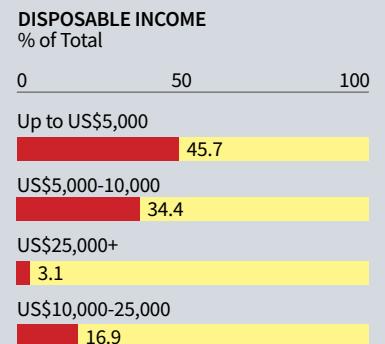 DISPOSABLE INCOME
% of Total
0 50 100
Up to US$5,000
45.7
US$5,000-10,000
34.4
US$25,000+
3.1
US$10,000-25,000
16.9